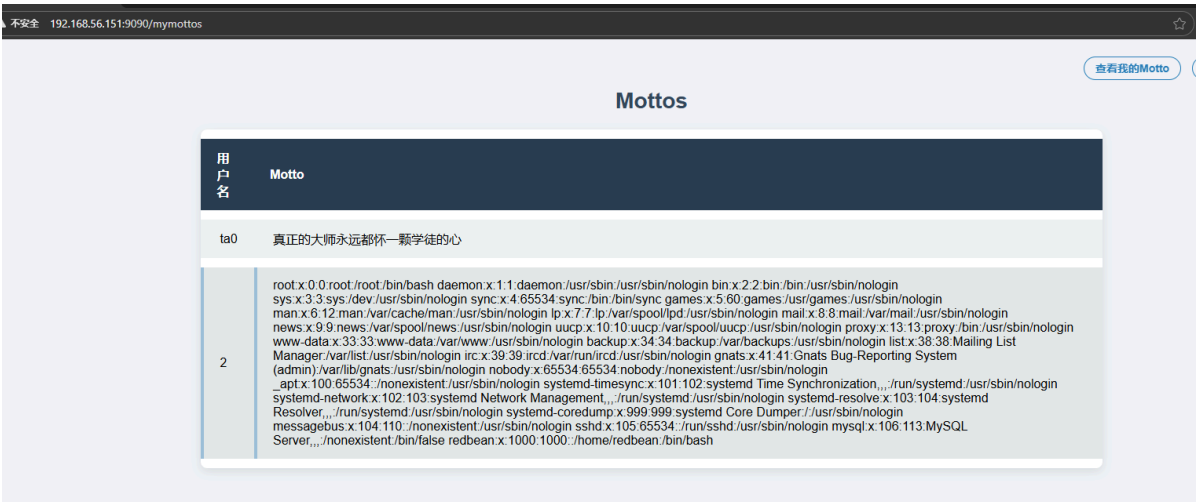 不安全 192.168.56.151:9090/mymottos
查看我的Motto
Mottos
用
户
名
Motto
ta0
真正的大师永远都怀一颗学徒的心
2
root:x:0:0:root:/root:/bin/bash daemon:x:1:1:daemon:/usr/sbin:/usr/sbin/nologin bin:x:2:2:bin:/bin:/usr/sbin/nologin
sys:x:3:3:sys:/dev:/usr/sbin/nologin sync:x:4:65534:sync:/bin:/bin/sync games:x:5:60:games:/usr/games:/usr/sbin/nologin
man:x:6:12:man:/var/cache/man:/usr/sbin/nologin lp:x:7:7:lp:/var/spool/lpd:/usr/sbin/nologin mail:x:8:8:mail:/var/mail:/usr/sbin/nologin
news:x:9:9:news:/var/spool/news:/usr/sbin/nologin uucp:x:10:10:uucp:/var/spool/uucp:/usr/sbin/nologin proxy:x:13:13:proxy:/bin:/usr/sbin/nologin
www-data:x:33:33:www-data:/var/www:/usr/sbin/nologin backup:x:34:34:backup:/var/backups:/usr/sbin/nologin list:x:38:38:Mailing List
Manager:/var/list:/usr/sbin/nologin irc:x:39:39:ircd:/var/run/ircd:/usr/sbin/nologin gnats:x:41:41:Gnats Bug-Reporting System
(admin):/var/lib/gnats:/usr/sbin/nologin nobody:x:65534:65534:nobody:/nonexistent:/usr/sbin/nologin
_apt:x:100:65534::/nonexistent:/usr/sbin/nologin systemd-timesync:x:101:102:systemd Time Synchronization,,,:/run/systemd:/usr/sbin/nologin
systemd-network:x:102:103:systemd Network Management,,,:/run/systemd:/usr/sbin/nologin systemd-resolve:x:103:104:systemd
Resolver,,,:/run/systemd:/usr/sbin/nologin systemd-coredump:x:999:999:systemd Core Dumper:/:/usr/sbin/nologin
messagebus:x:104:110::/nonexistent:/usr/sbin/nologin sshd:x:105:65534::/run/sshd:/usr/sbin/nologin mysql:x:106:113:MySQL
Server,,,:/nonexistent:/bin/false redbean:x:1000:1000::/home/redbean:/bin/bash